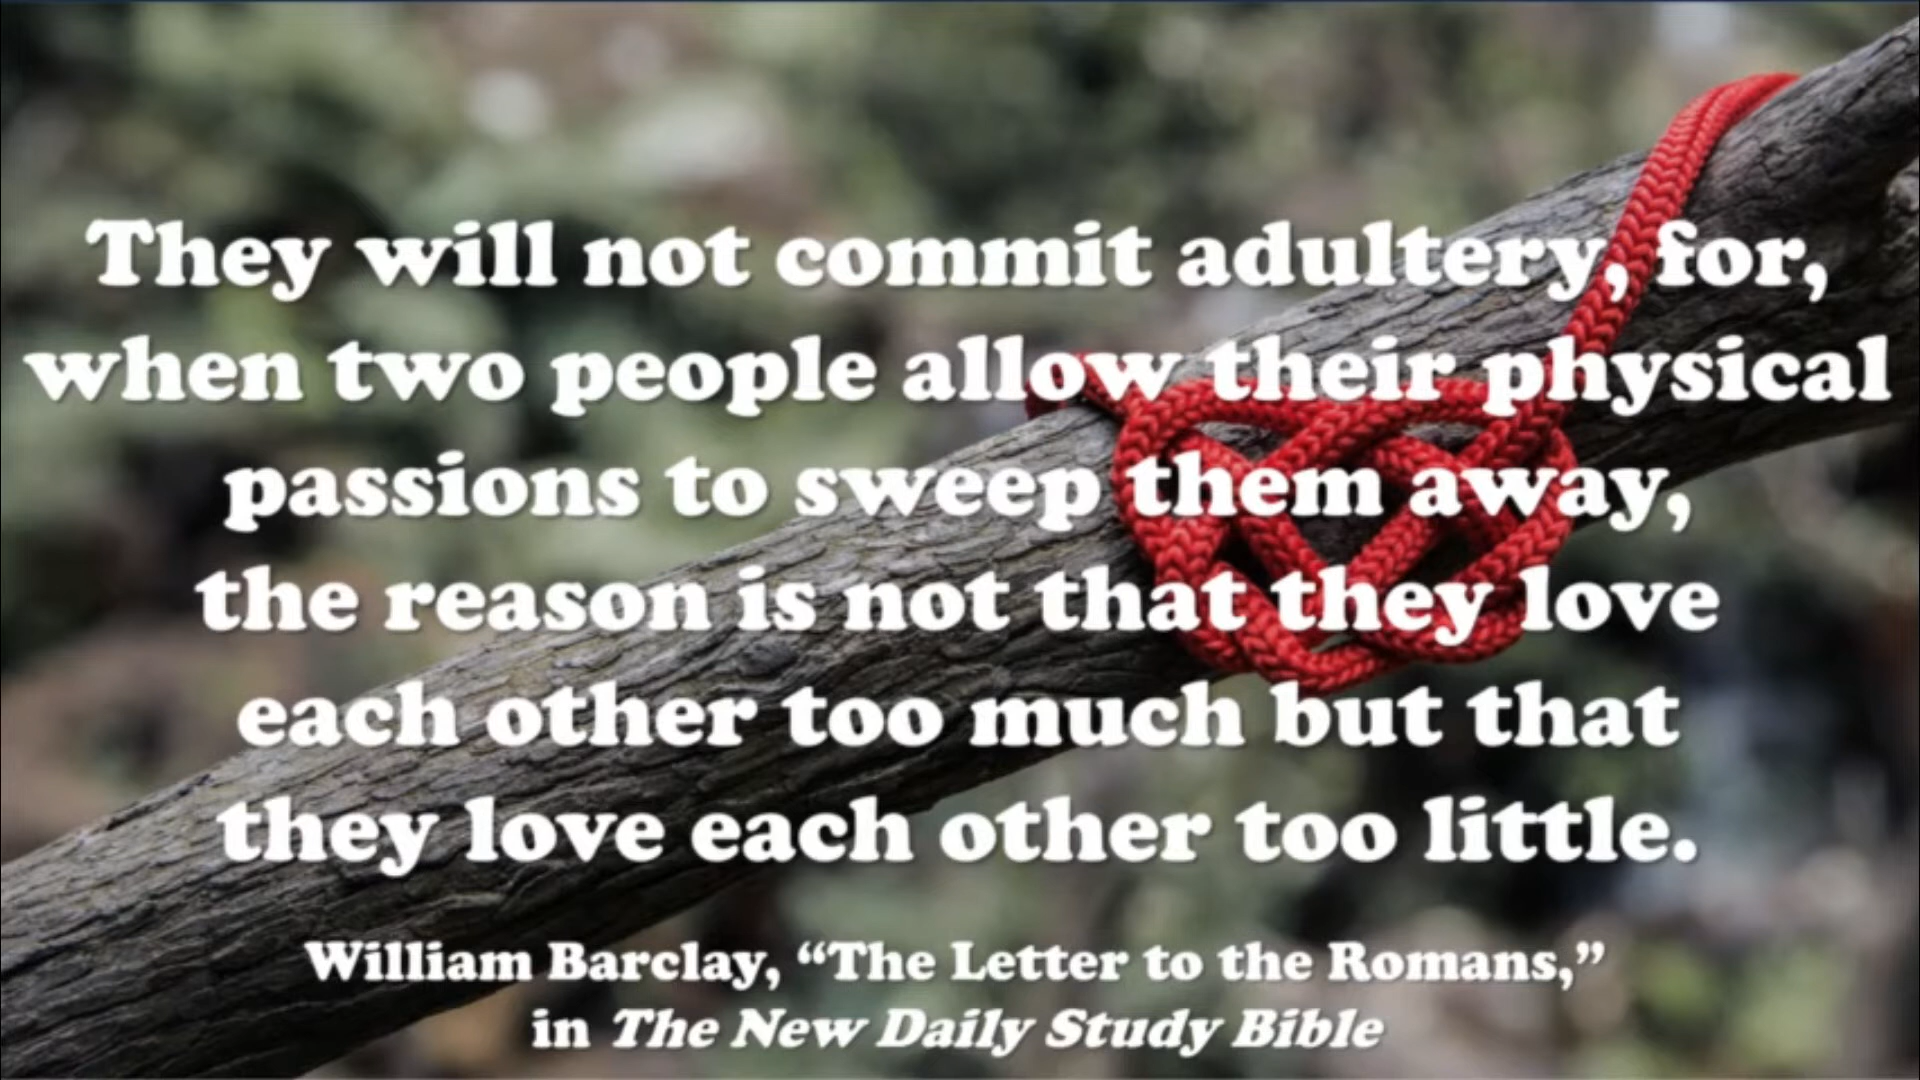 They will not commit adultery, for,
when two people allow their physical
passions to sweep them away,
the reason is not that they love
each other too much but that
they love each other too little.
William Barclay, “The Letter to the Romans,”
in The New Daily Study Bible